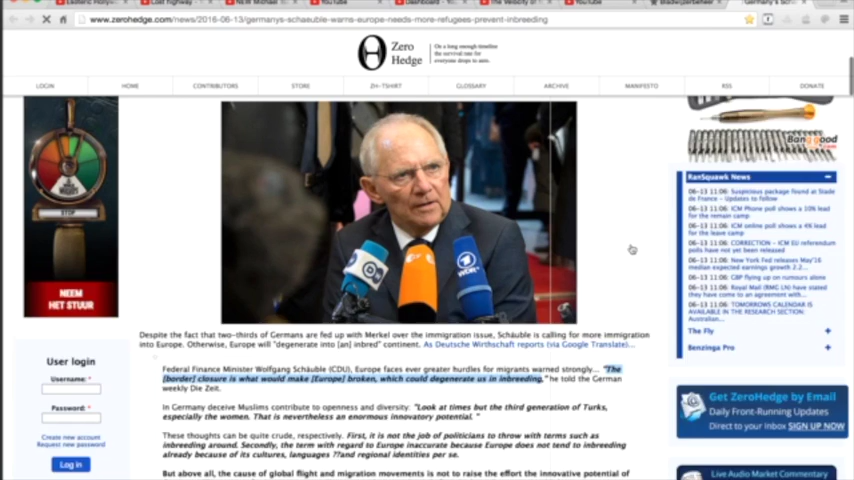 YouTube
YouTube
www.zerohedge.com/news/2016-06-13/germanys-schaeuble-warns-europe-needs-more-refugees-prevent-inbreeding
Zero
Hedge
On a long enough timeline
the survival rate for
everyone drops to zero.
LOGIN HOME CONTRIBUTORS STORE ZH-TSHIRT GLOSSARY ARCHIVE MANIFESTO RSS DONATE
STOP
NEEM
HET STUUR
Banggood
RanSquawk News
06-13 11:06: Suspicious package found at Stade
de France - Updates to follow
06-13 11:06: ICM Phone poll shows a 10% lead
for the remain camp
06-13 11:06: ICM online poll shows a 4% lead
for the leave camp
06-13 11:06: CORRECTION - ICM EU referendum
polls have not yet been released
06-13 11:06: New York Fed releases May'16
median expected earnings growth 2.2...
06-13 11:06: GBP flying up on rumours alone
06-13 11:06: Royal Mail (RMG LN) have stated
they have come to an agreement with...
06-13 11:06: TOMORROWS CALENDAR IS
AVAILABLE IN THE RESEARCH SECTION:
Australian...
The Fly
Benzinga Pro
Despite the fact that two-thirds of Germans are fed up with Merkel over the immigration issue, Schäuble is calling for more immigration
into Europe. Otherwise, Europe will "degenerate into [an] inbred" continent. As Deutsche Wirthschaft reports (via Google Translate)...
Federal Finance Minister Wolfgang Schäuble (CDU), Europe faces ever greater hurdles for migrants warned strongly... "The
[border] closure is what would make [Europe] broken, which could degenerate us in inbreeding," he told the German
weekly Die Zeit.
In Germany deceive Muslims contribute to openness and diversity: "Look at times but the third generation of Turks,
especially the women. That is nevertheless an enormous innovatory potential. "
These thoughts can be quite crude, respectively. First, it is not the job of politicians to throw with terms such as
inbreeding around. Secondly, the term with regard to Europe inaccurate because Europe does not tend to inbreeding
already because of its cultures, languages ??and regional identities per se.
But above all, the cause of global flight and migration movements is not to raise the effort the innovative potential of
User login
Username: *
Password: *
Create new account
Request new password
Log in
Get ZeroHedge by Email
Daily Front-Running Updates
Direct to your Inbox SIGN UP NOW
Live Audio Market Commentary